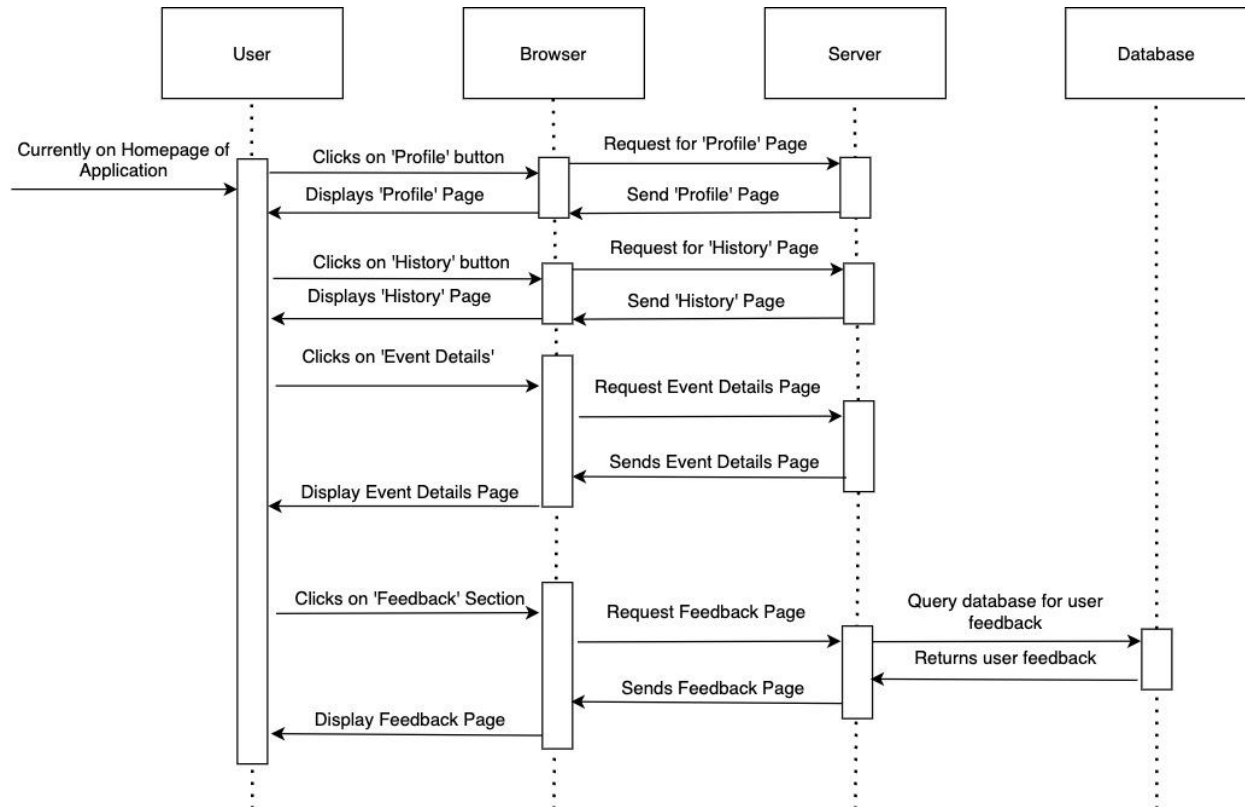 User
Browser
Server
Database
Currently on Homepage of
Application
Clicks on 'Profile' button
Request for 'Profile' Page
Displays 'Profile' Page
Send 'Profile' Page
Clicks on 'History' button
Request for 'History' Page
Displays 'History' Page
Send 'History' Page
Clicks on 'Event Details'
Request Event Details Page
Sends Event Details Page
Display Event Details Page
Clicks on 'Feedback' Section
Request Feedback Page
Query database for user
feedback
Returns user feedback
Sends Feedback Page
Display Feedback Page